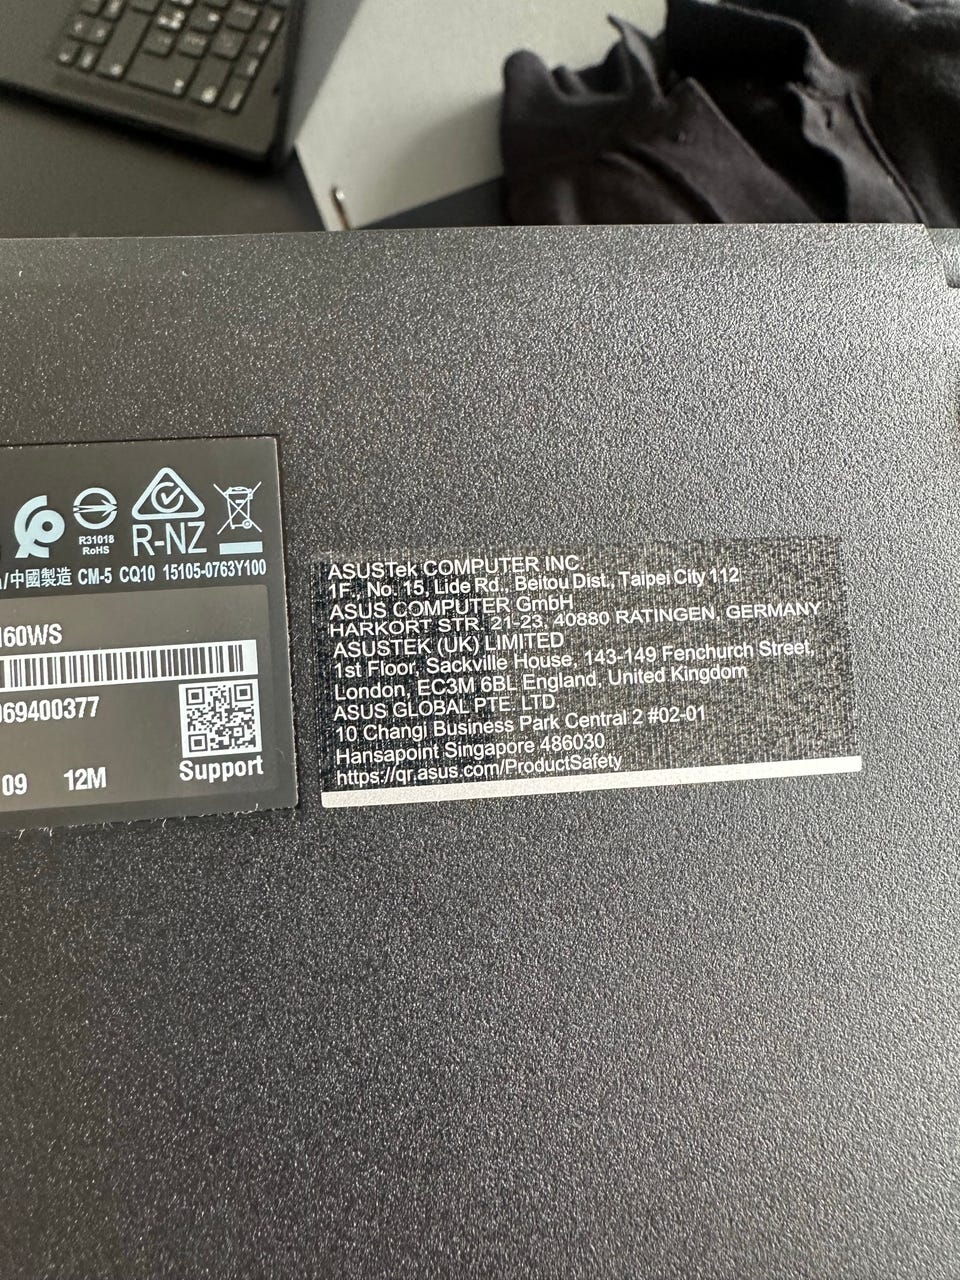 R31018
RoHS
R-NZ
/中國製造 CM-5 CQ10 15105-0763Y100
160WS
069400377
09 12M
Support
ASUSTek COMPUTER INC
1F., No. 15, Lide Rd., Beitou Dist., Taipei City 112
ASUS COMPUTER GmbH
HARKORT STR. 21-23, 40880 RATINGEN, GERMANY
ASUSTEK (UK) LIMITED
1st Floor, Sackville House, 143-149 Fenchurch Street,
London, EC3M 6BL England, United Kingdom
ASUS GLOBAL PTE. LTD.
10 Changi Business Park Central 2 #02-01
Hansapoint Singapore 486030
https://qr.asus.com/ProductSafety